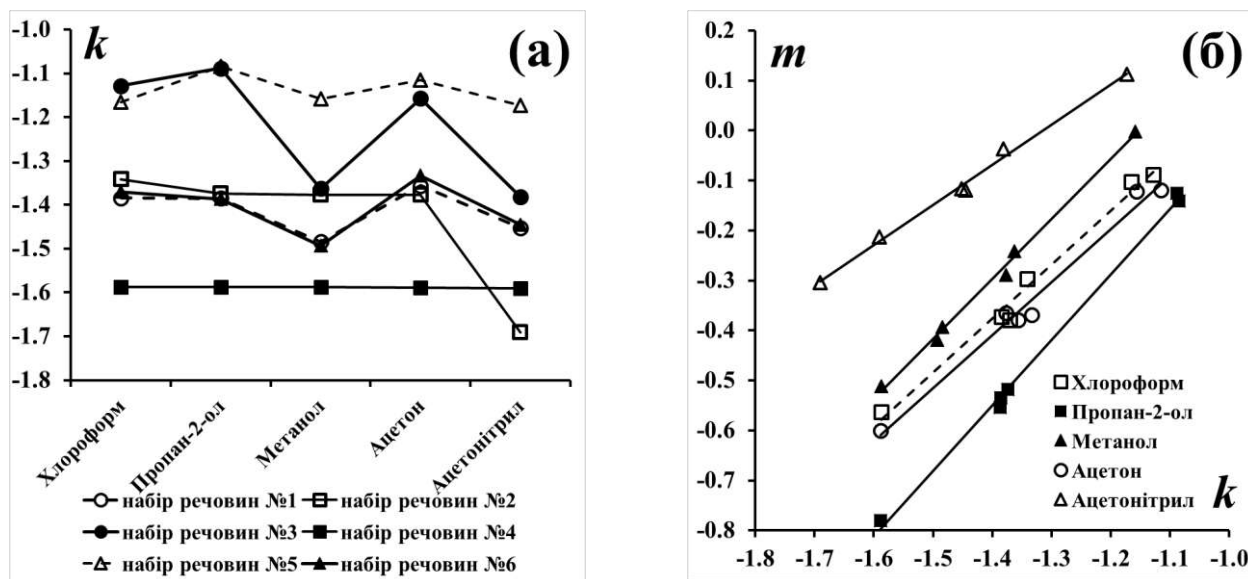 k
(а)
-1.0
-1.1
-1.2
-1.3
-1.4
-1.5
-1.6
-1.7
-1.8
Хлороформ
Пропан-2-ол
Метанол
Ацетон
Ацетонітрил
набір речовин №1 набір речовин №2
набір речовин №3 набір речовин №4
набір речовин №5 набір речовин №6
m
(б)
0.2
0.1
0.0
-0.1
-0.2
-0.3
-0.4
-0.5
-0.6
-0.7
-0.8
Хлороформ
Пропан-2-ол
Метанол
Ацетон
Ацетонітрил
k
-1.8 -1.7 -1.6 -1.5 -1.4 -1.3 -1.2 -1.1 -1.0